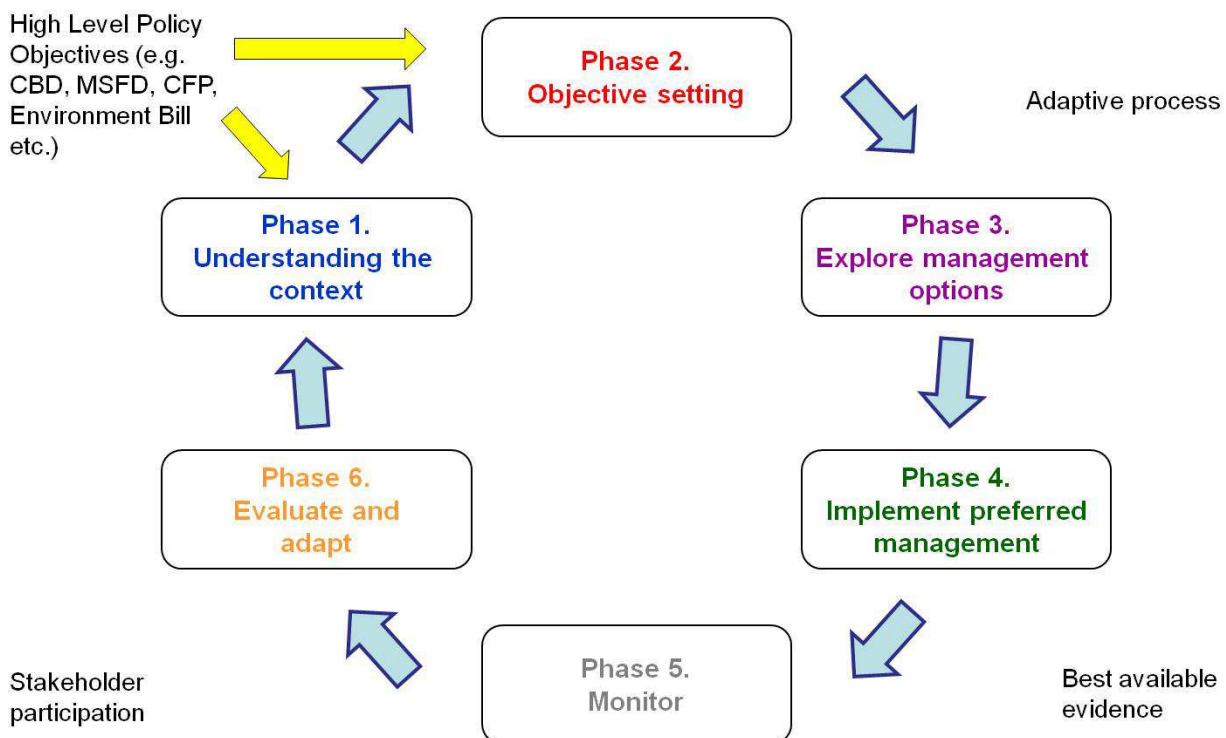 High Level Policy
Objectives (e.g.
CBD, MSFD, CFP,
Environment Bill
etc.)
Phase 2.
Objective setting
Adaptive process
Phase 1.
Understanding the
context
Phase 3.
Explore management
options
Phase 6.
Evaluate and
adapt
Phase 4.
Implement preferred
management
Stakeholder
participation
Phase 5.
Monitor
Best available
evidence